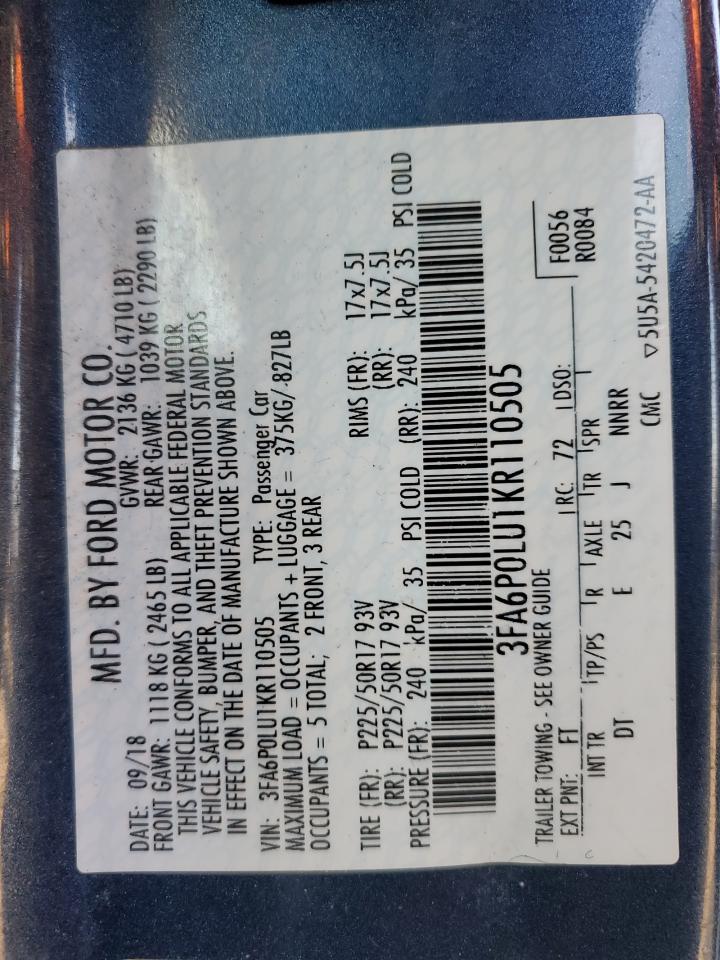 MFD. BY FORD MOTOR CO.
DATE: 09/18 GVWR: 2136 KG ( 4710 LB)
FRONT GAWR: 1118 KG ( 2465 LB) REAR GAWR: 1039 KG ( 2290 LB)
THIS VEHICLE CONFORMS TO ALL APPLICABLE FEDERAL MOTOR
VEHICLE SAFETY, BUMPER, AND THEFT PREVENTION STANDARDS
IN EFFECT ON THE DATE OF MANUFACTURE SHOWN ABOVE.
VIN: 3FA6P0LU1KR110505 TYPE: Passenger Car
MAXIMUM LOAD = OCCUPANTS + LUGGAGE = 375KG/ 827LB
OCCUPANTS = 5 TOTAL, 2 FRONT, 3 REAR
TIRE (FR): P225/50R17 93V RIMS (FR): 17x7.5J
(RR): P225/50R17 93V (RR): 17x7.5J
PRESSURE (FR): 240 kPa/ 35 PSI COLD (RR): 240 kPa/ 35 PSI COLD
3FA6P0LU1KR110505
TRAILER TOWING - SEE OWNER GUIDE F0056
EXT PNT: FT RC: 72 DSO: R0084
INT TR TP/PS R AXLE TR SPR
DT E 25 J NNRR
CMC ▽5U5A-5420472-AA